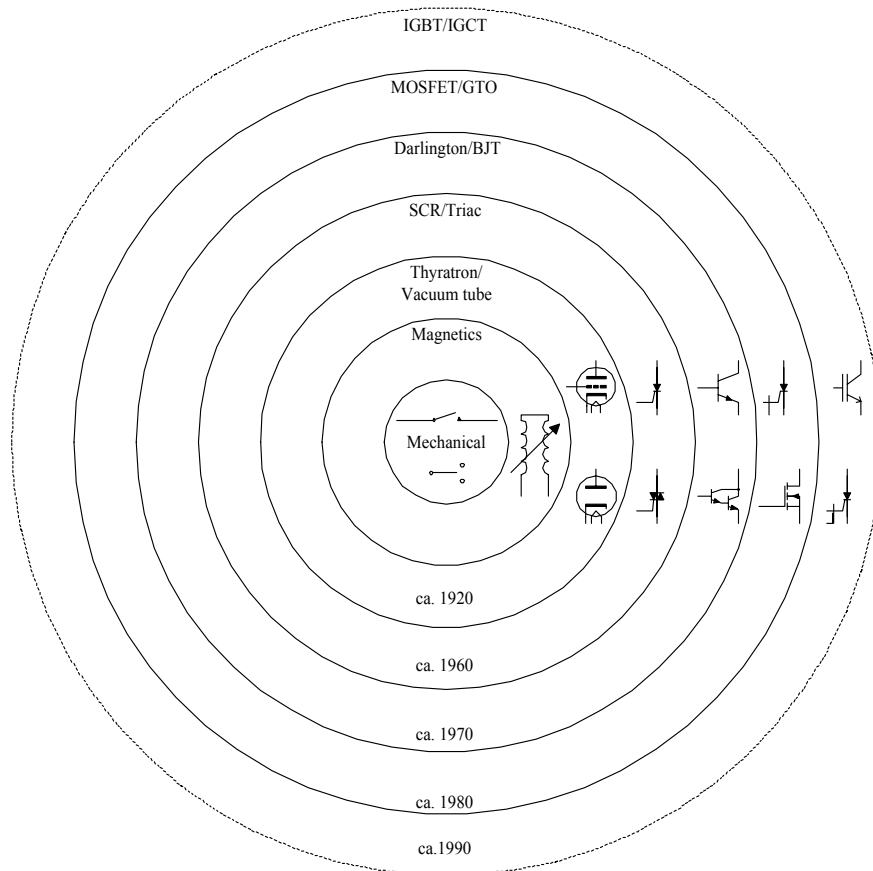 IGBT/IGCT
MOSFET/GTO
Darlington/BJT
SCR/Triac
Thyratron/
Vacuum tube
Magnetics
Mechanical
ca. 1920
ca. 1960
ca. 1970
ca. 1980
ca.1990